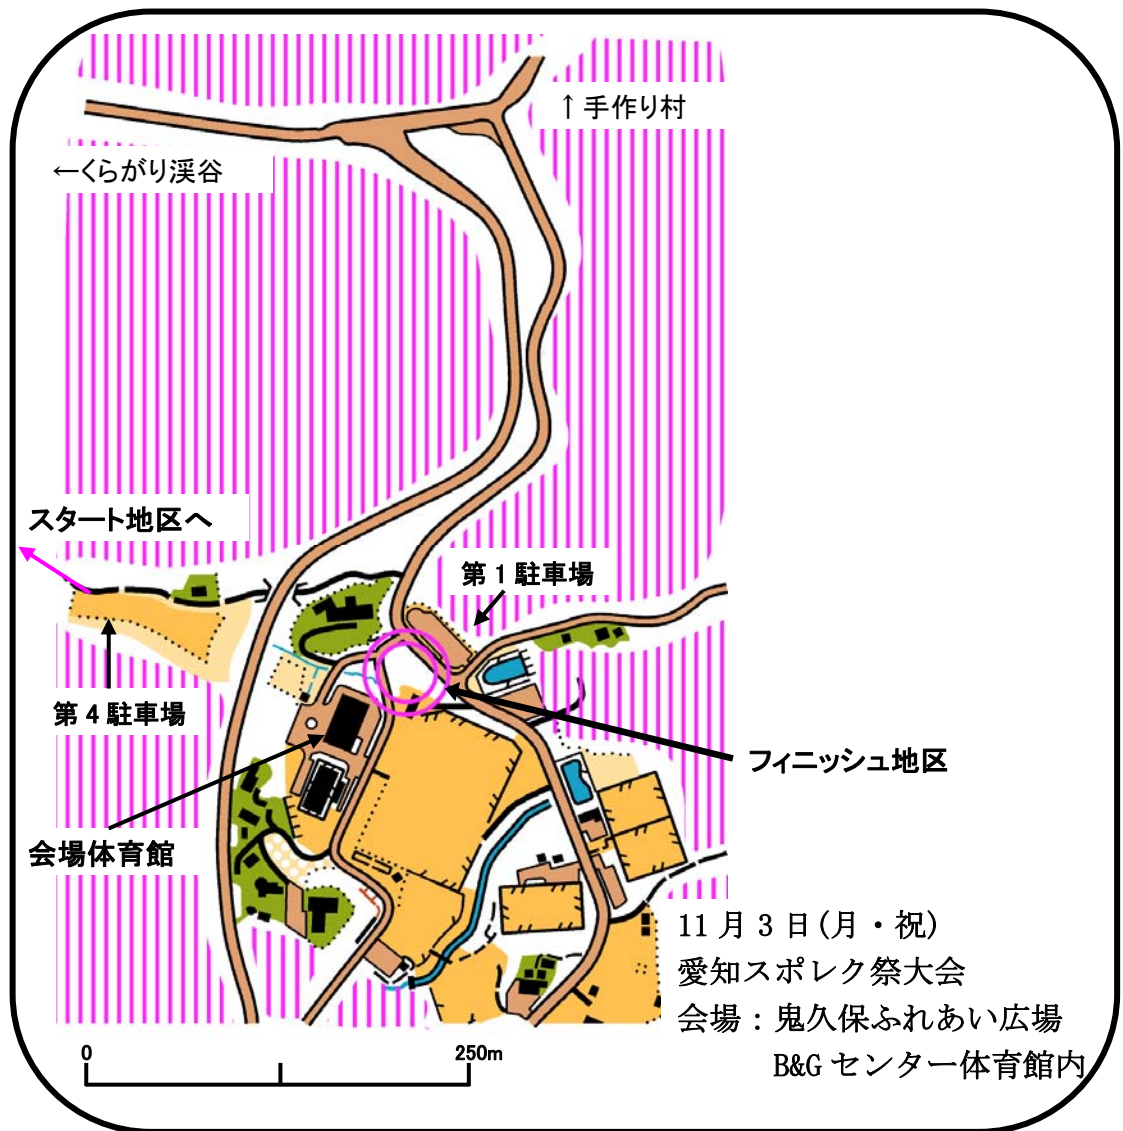 ↑手作り村
←くらがり渓谷
スタート地区へ
第1駐車場
第4駐車場
フィニッシュ地区
会場体育館
11月3日(月・祝)
愛知スポレク祭大会
会場：鬼久保ふれあい広場
B&Gセンター体育館内
0 250m